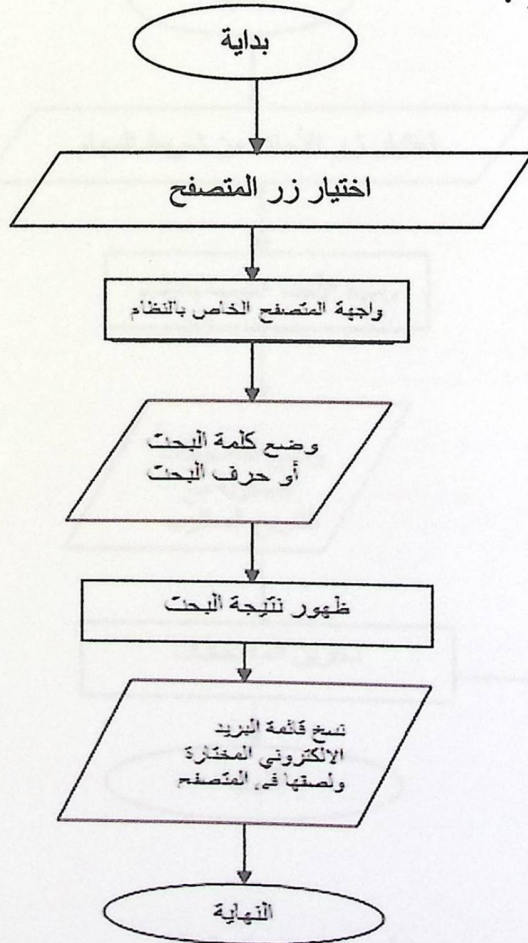 بداية
اختيار زر المتصفح
واجهة المتصفح الخاص بالنظام
وضع كلمة البحث
أو حرف البحث
ظهور نتيجة البحث
نسخ قائمة البريد
الالكتروني المختارة
ولصقها في المتصفح
النهاية